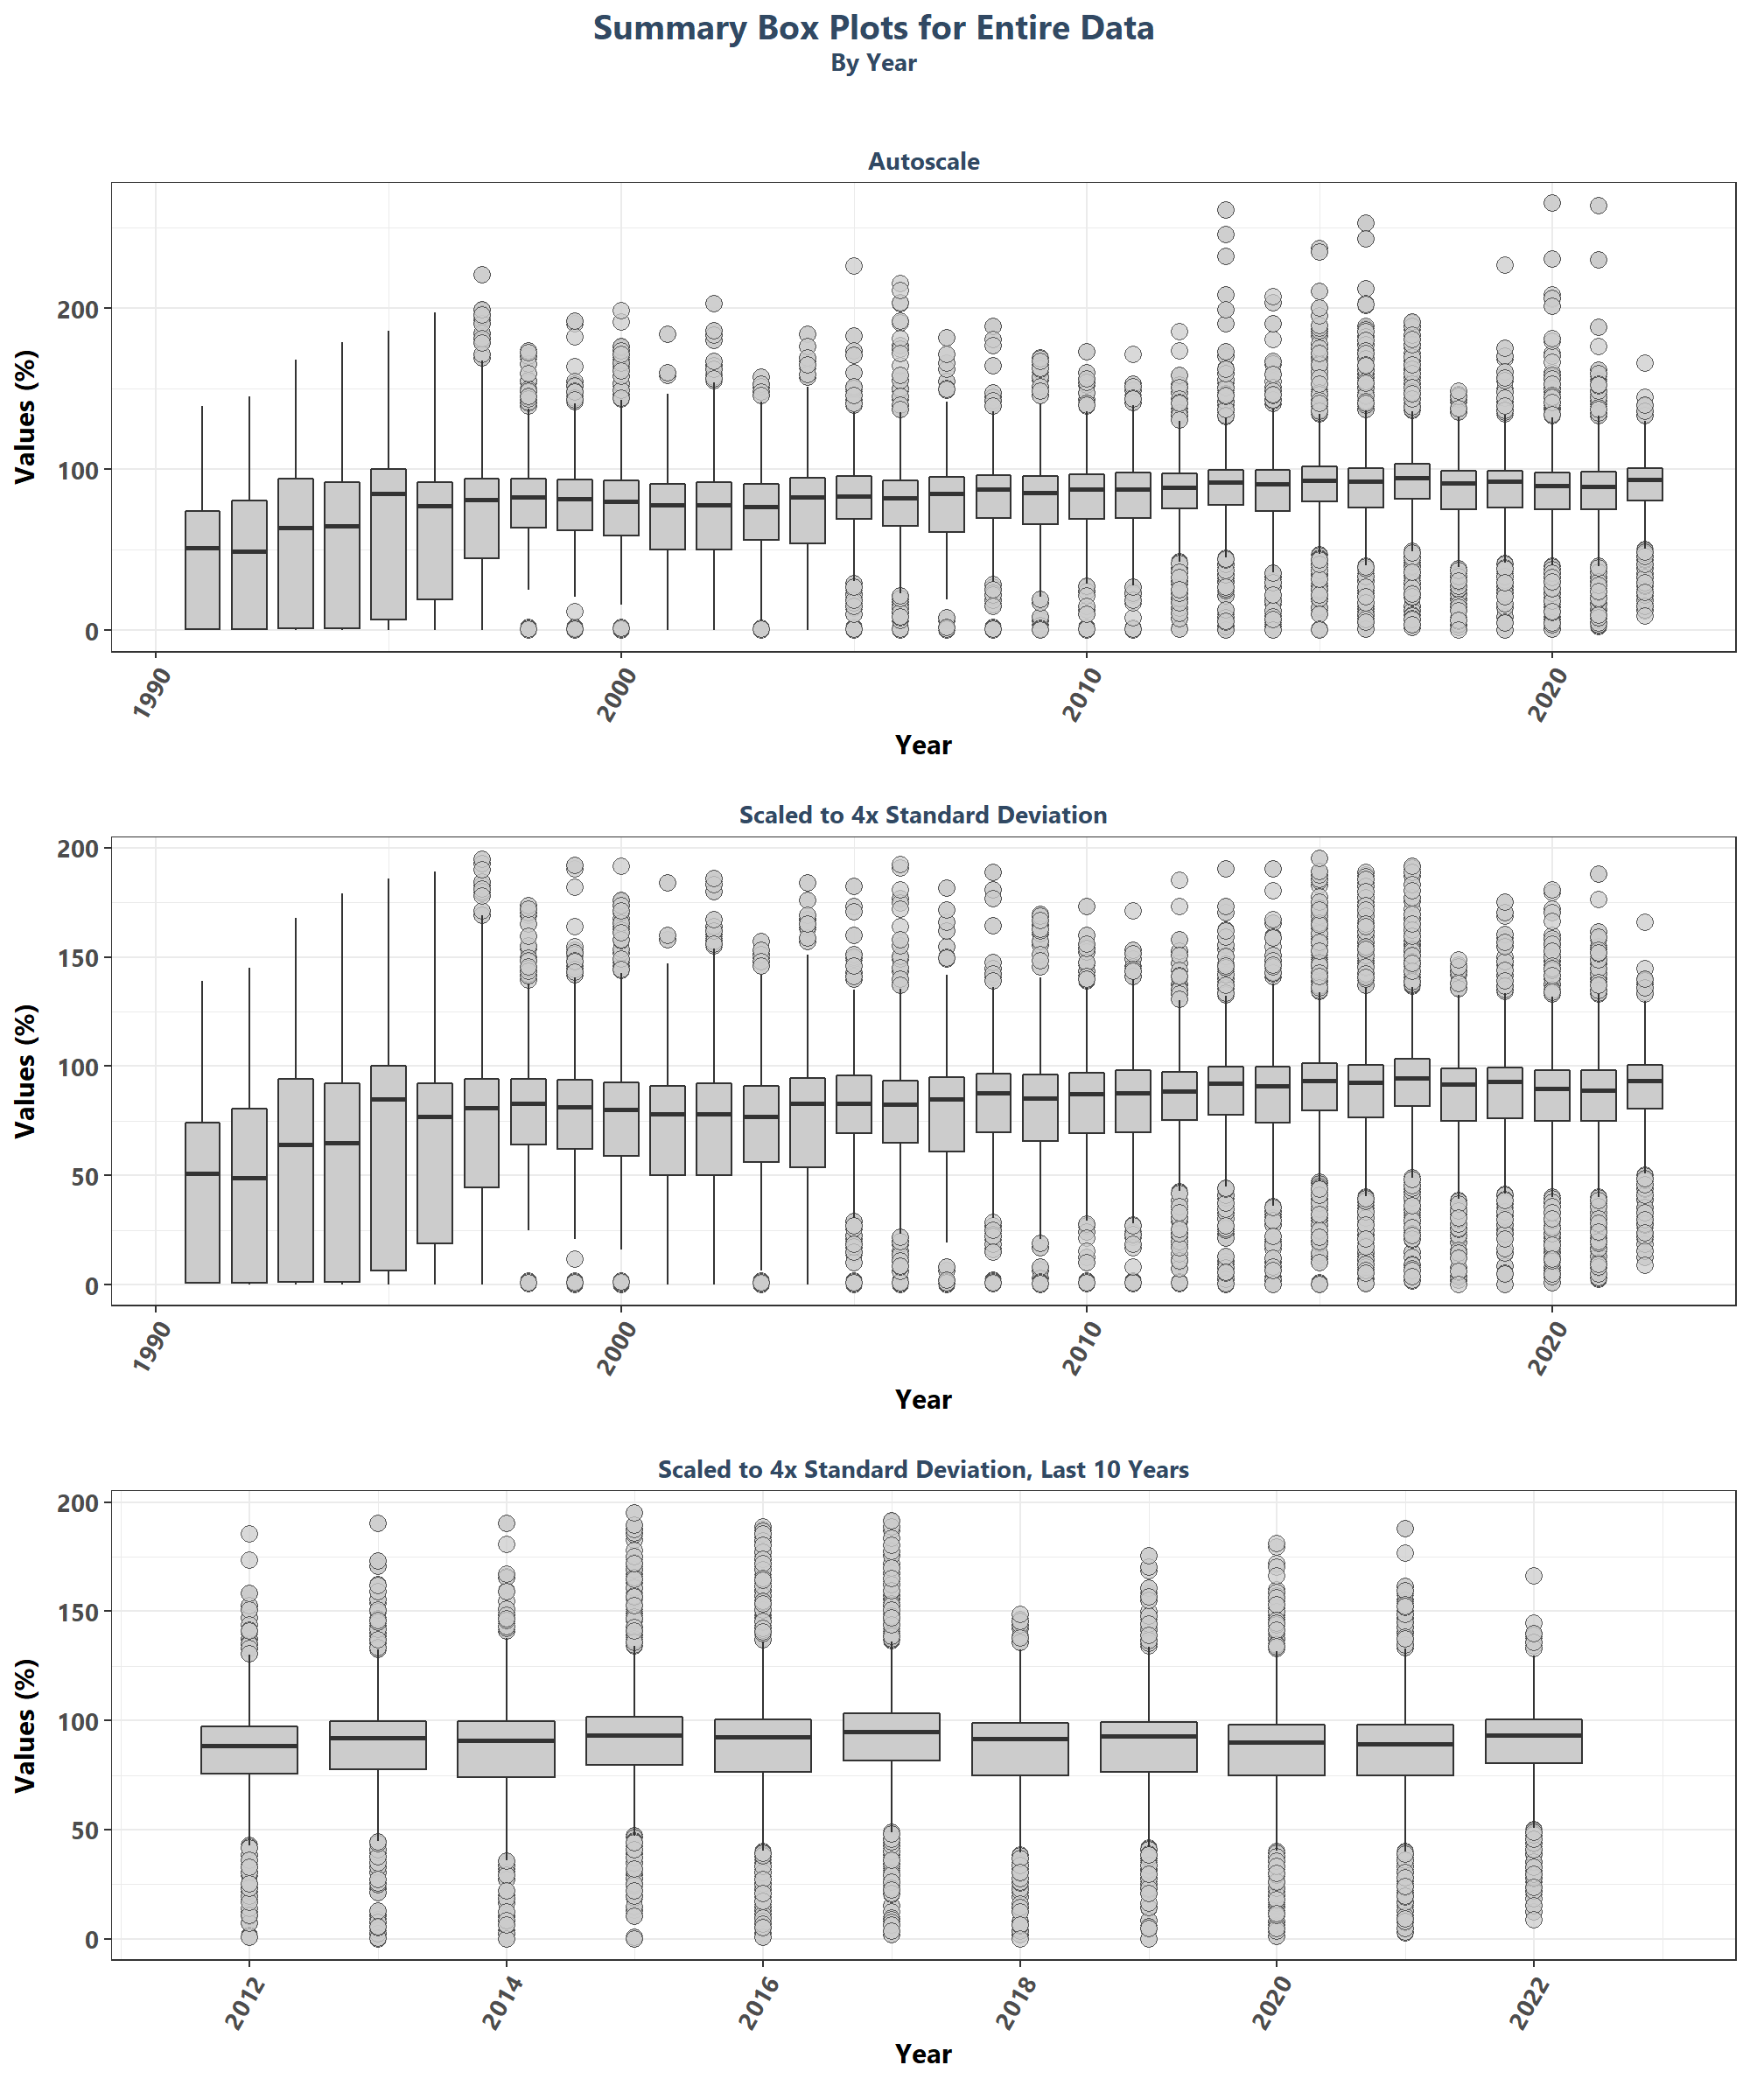 Summary Box Plots for Entire Data
By Year
Autoscale
Values (%)
200
100
0
1990
2000
2010
2020
Year
Scaled to 4x Standard Deviation
Values (%)
200
150
100
50
0
1990
2000
2010
2020
Year
Scaled to 4x Standard Deviation, Last 10 Years
Values (%)
200
150
100
50
0
2012
2014
2016
2018
2020
2022
Year